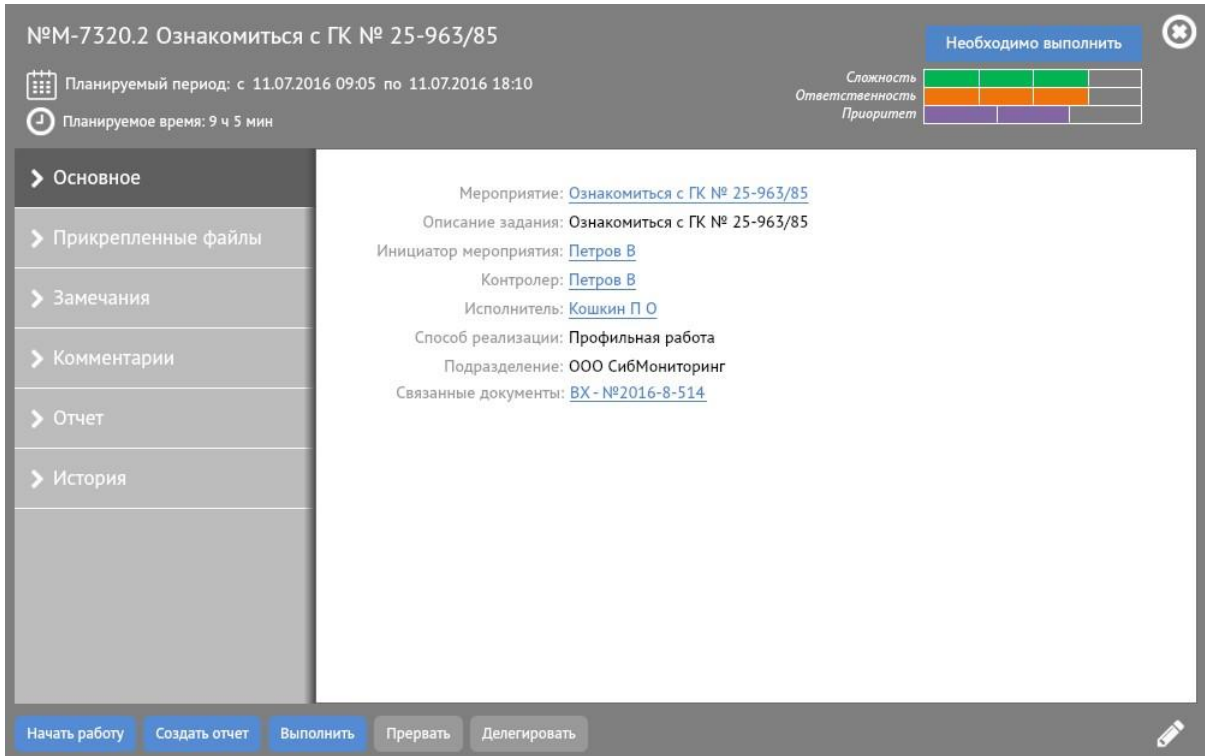 №М-7320.2 Ознакомиться с ГК № 25-963/85
Необходимо выполнить
Планируемый период: с 11.07.2016 09:05 по 11.07.2016 18:10
Планируемое время: 9 ч 5 мин
Сложность
Ответственность
Приоритет
Основное
Прикрепленные файлы
Замечания
Комментарии
Отчет
История
Мероприятие: Ознакомиться с ГК № 25-963/85
Описание задания: Ознакомиться с ГК № 25-963/85
Инициатор мероприятия: Петров В
Контролер: Петров В
Исполнитель: Кошкин П О
Способ реализации: Профильная работа
Подразделение: ООО СибМониторинг
Связанные документы: ВХ - №2016-8-514
Начать работу Создать отчет Выполнить Прервать Делегировать